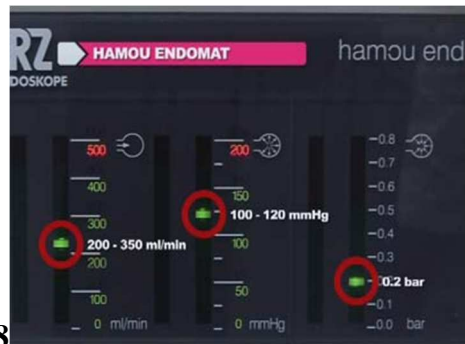 RZ HAMOU ENDOMAT hamou end
DOSKOPE
500 200 -0.8
-0.7
400 150 -0.6
300 100 - 120 mmHg -0.5
200 - 350 ml/min 100 -0.4
200 -0.3
50 0.2 bar
100 -0.1
0 ml/min 0 mmHg -0.0 bar
8